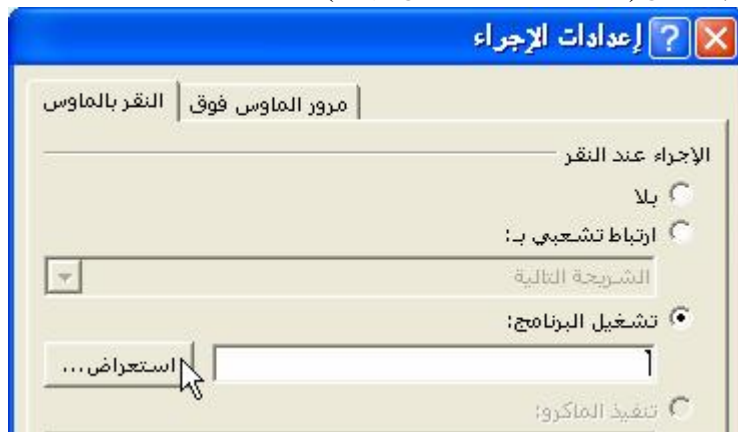 إعدادات الإجراء
النقر بالماوس
مرور الماوس فوق
الإجراء عند النقر
بلا
ارتباط تشعبي بـ:
الشريحة التالية
تشغيل البرنامج:
استعراض...
تنفيذ الماكرو: